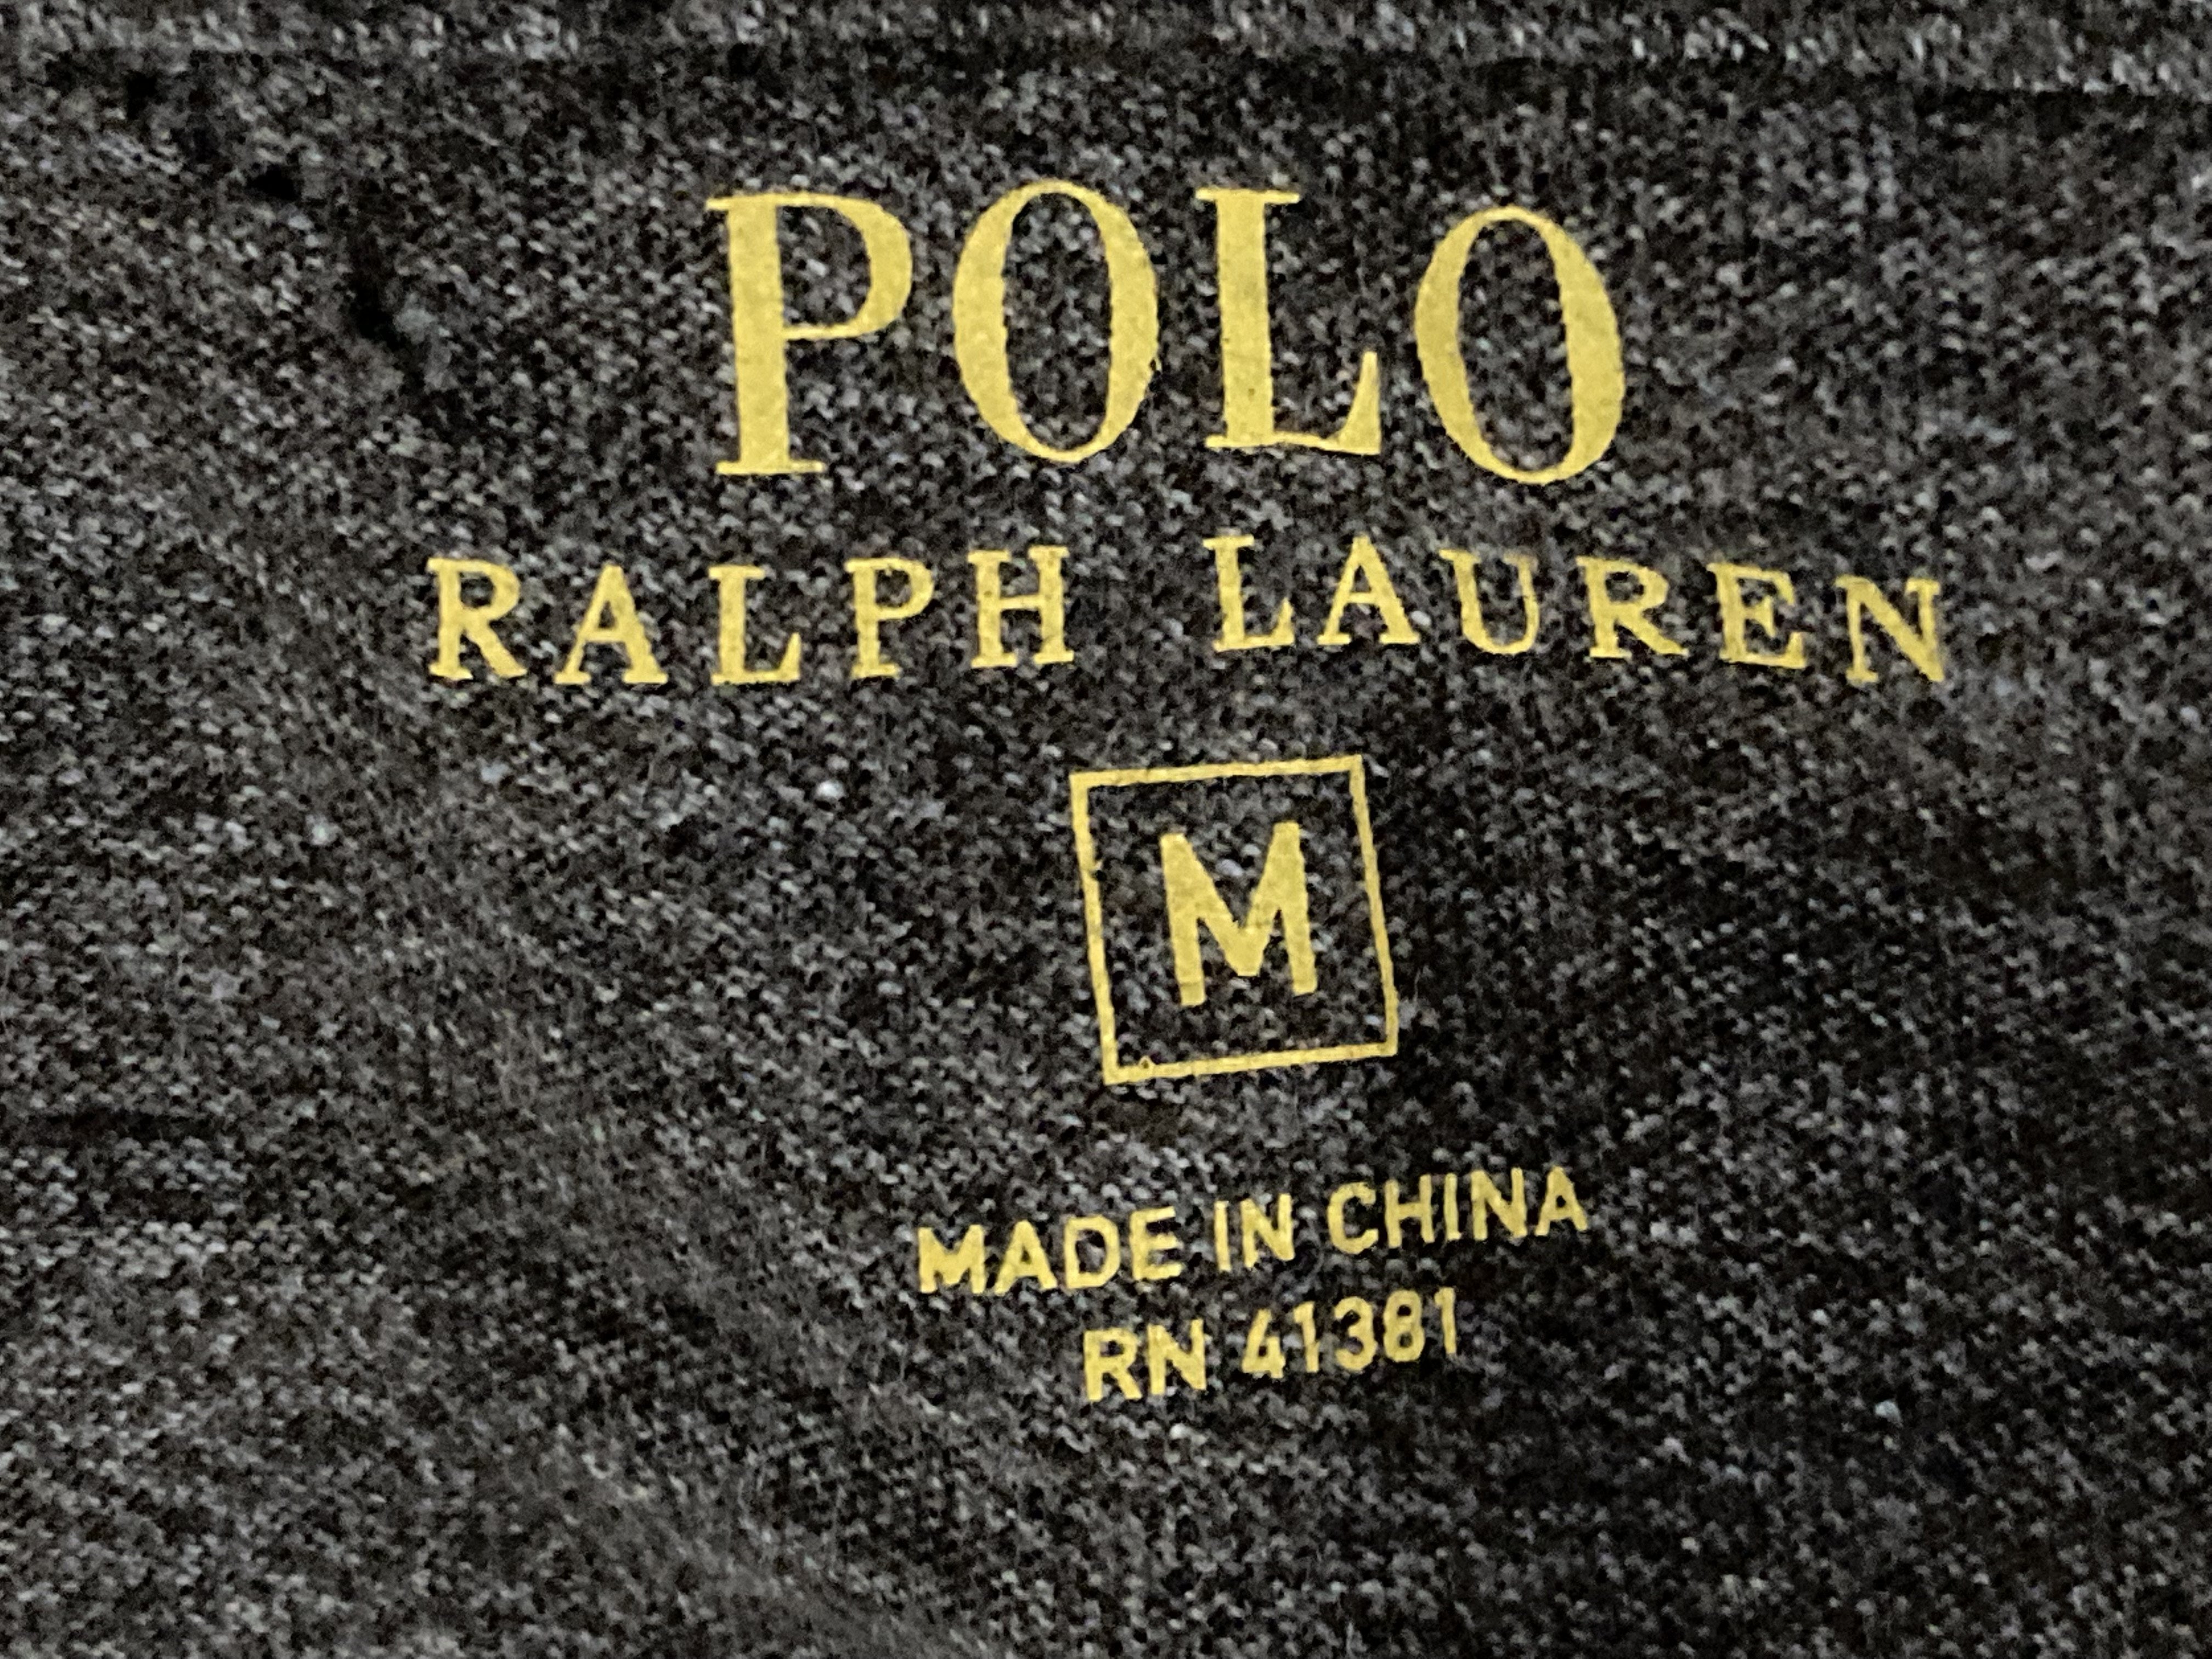 POLO
RALPH LAUREN
M
MADE IN CHINA
RN 41381